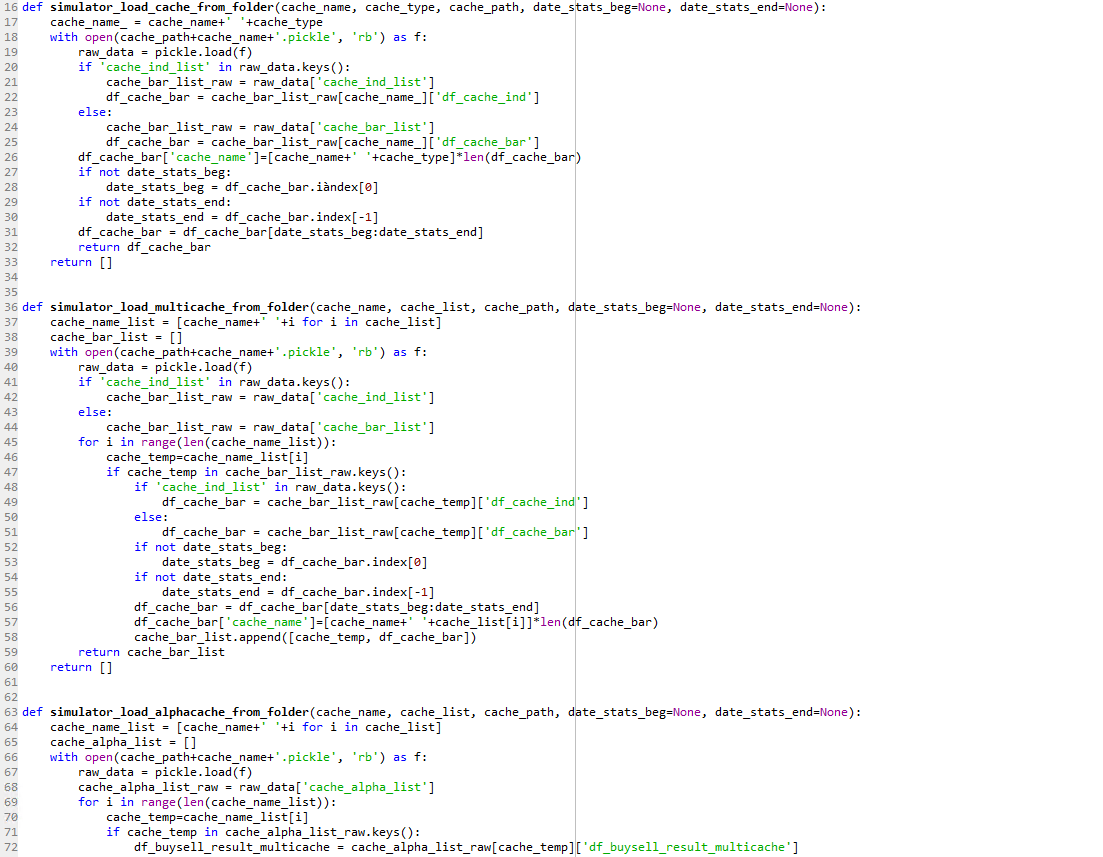 16 def simulator_load_cache_from_folder(cache_name, cache_type, cache_path, date_stats_beg=None, date_stats_end=None):
17     cache_name_ = cache_name+' '+cache_type
18     with open(cache_path+cache_name+'.pickle', 'rb') as f:
19         raw_data = pickle.load(f)
20         if 'cache_ind_list' in raw_data.keys():
21             cache_bar_list_raw = raw_data['cache_ind_list']
22             df_cache_bar = cache_bar_list_raw[cache_name_]['df_cache_ind']
23         else:
24             cache_bar_list_raw = raw_data['cache_bar_list']
25             df_cache_bar = cache_bar_list_raw[cache_name_]['df_cache_bar']
26         df_cache_bar['cache_name']=[cache_name+' '+cache_type]*len(df_cache_bar)
27         if not date_stats_beg:
28             date_stats_beg = df_cache_bar.iàndex[0]
29         if not date_stats_end:
30             date_stats_end = df_cache_bar.index[-1]
31         df_cache_bar = df_cache_bar[date_stats_beg:date_stats_end]
32         return df_cache_bar
33     return []
34
35
36 def simulator_load_multicache_from_folder(cache_name, cache_list, cache_path, date_stats_beg=None, date_stats_end=None):
37     cache_name_list = [cache_name+' '+i for i in cache_list]
38     cache_bar_list = []
39     with open(cache_path+cache_name+'.pickle', 'rb') as f:
40         raw_data = pickle.load(f)
41         if 'cache_ind_list' in raw_data.keys():
42             cache_bar_list_raw = raw_data['cache_ind_list']
43         else:
44             cache_bar_list_raw = raw_data['cache_bar_list']
45         for i in range(len(cache_name_list)):
46             cache_temp=cache_name_list[i]
47             if cache_temp in cache_bar_list_raw.keys():
48                 if 'cache_ind_list' in raw_data.keys():
49                     df_cache_bar = cache_bar_list_raw[cache_temp]['df_cache_ind']
50                 else:
51                     df_cache_bar = cache_bar_list_raw[cache_temp]['df_cache_bar']
52                 if not date_stats_beg:
53                     date_stats_beg = df_cache_bar.index[0]
54                 if not date_stats_end:
55                     date_stats_end = df_cache_bar.index[-1]
56                 df_cache_bar = df_cache_bar[date_stats_beg:date_stats_end]
57                 df_cache_bar['cache_name']=[cache_name+' '+cache_list[i]]*len(df_cache_bar)
58                 cache_bar_list.append([cache_temp, df_cache_bar])
59         return cache_bar_list
60     return []
61
62
63 def simulator_load_alphacache_from_folder(cache_name, cache_list, cache_path, date_stats_beg=None, date_stats_end=None):
64     cache_name_list = [cache_name+' '+i for i in cache_list]
65     cache_alpha_list = []
66     with open(cache_path+cache_name+'.pickle', 'rb') as f:
67         raw_data = pickle.load(f)
68         cache_alpha_list_raw = raw_data['cache_alpha_list']
69         for i in range(len(cache_name_list)):
70             cache_temp=cache_name_list[i]
71             if cache_temp in cache_alpha_list_raw.keys():
72                 df_buysell_result_multicache = cache_alpha_list_raw[cache_temp]['df_buysell_result_multicache']